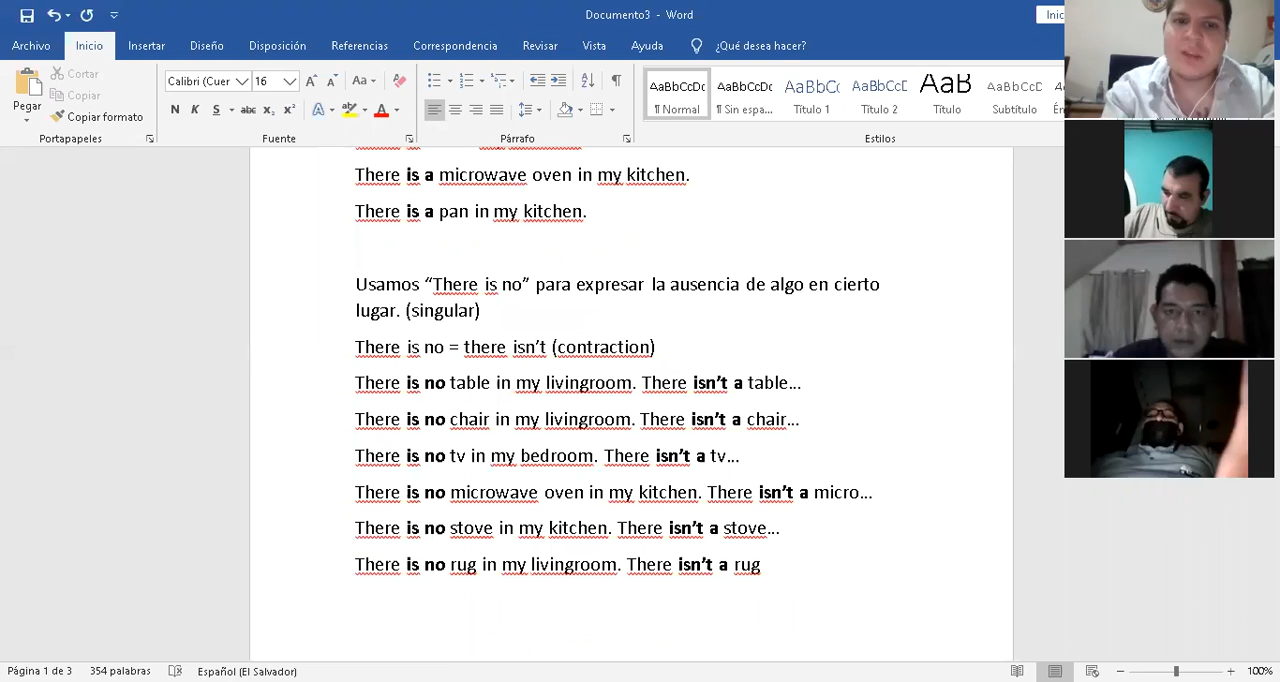 Documento3 - Word
Inic
Archivo Inicio Insertar Diseño Disposición Referencias Correspondencia Revisar Vista Ayuda ¿Qué desea hacer?
Pegar
Cortar
Copiar
Copiar formato
Portapapeles
Calibri (Cuer 16
Aa
N K S abc x₂ x²
Fuente
Párrafo
AaBbCcDc AaBbCcDc AaBbCc AaBbCcD AaB AaBbCcD
¶ Normal ¶ Sin espa... Título 1 Título 2 Título Subtítulo
Estilos
There is a microwave oven in my kitchen.
There is a pan in my kitchen.
Usamos “There is no” para expresar la ausencia de algo en cierto
lugar. (singular)
There is no = there isn’t (contraction)
There is no table in my livingroom. There isn’t a table...
There is no chair in my livingroom. There isn’t a chair...
There is no tv in my bedroom. There isn’t a tv...
There is no microwave oven in my kitchen. There isn’t a micro...
There is no stove in my kitchen. There isn’t a stove...
There is no rug in my livingroom. There isn’t a rug
Página 1 de 3 354 palabras Español (El Salvador) 100%